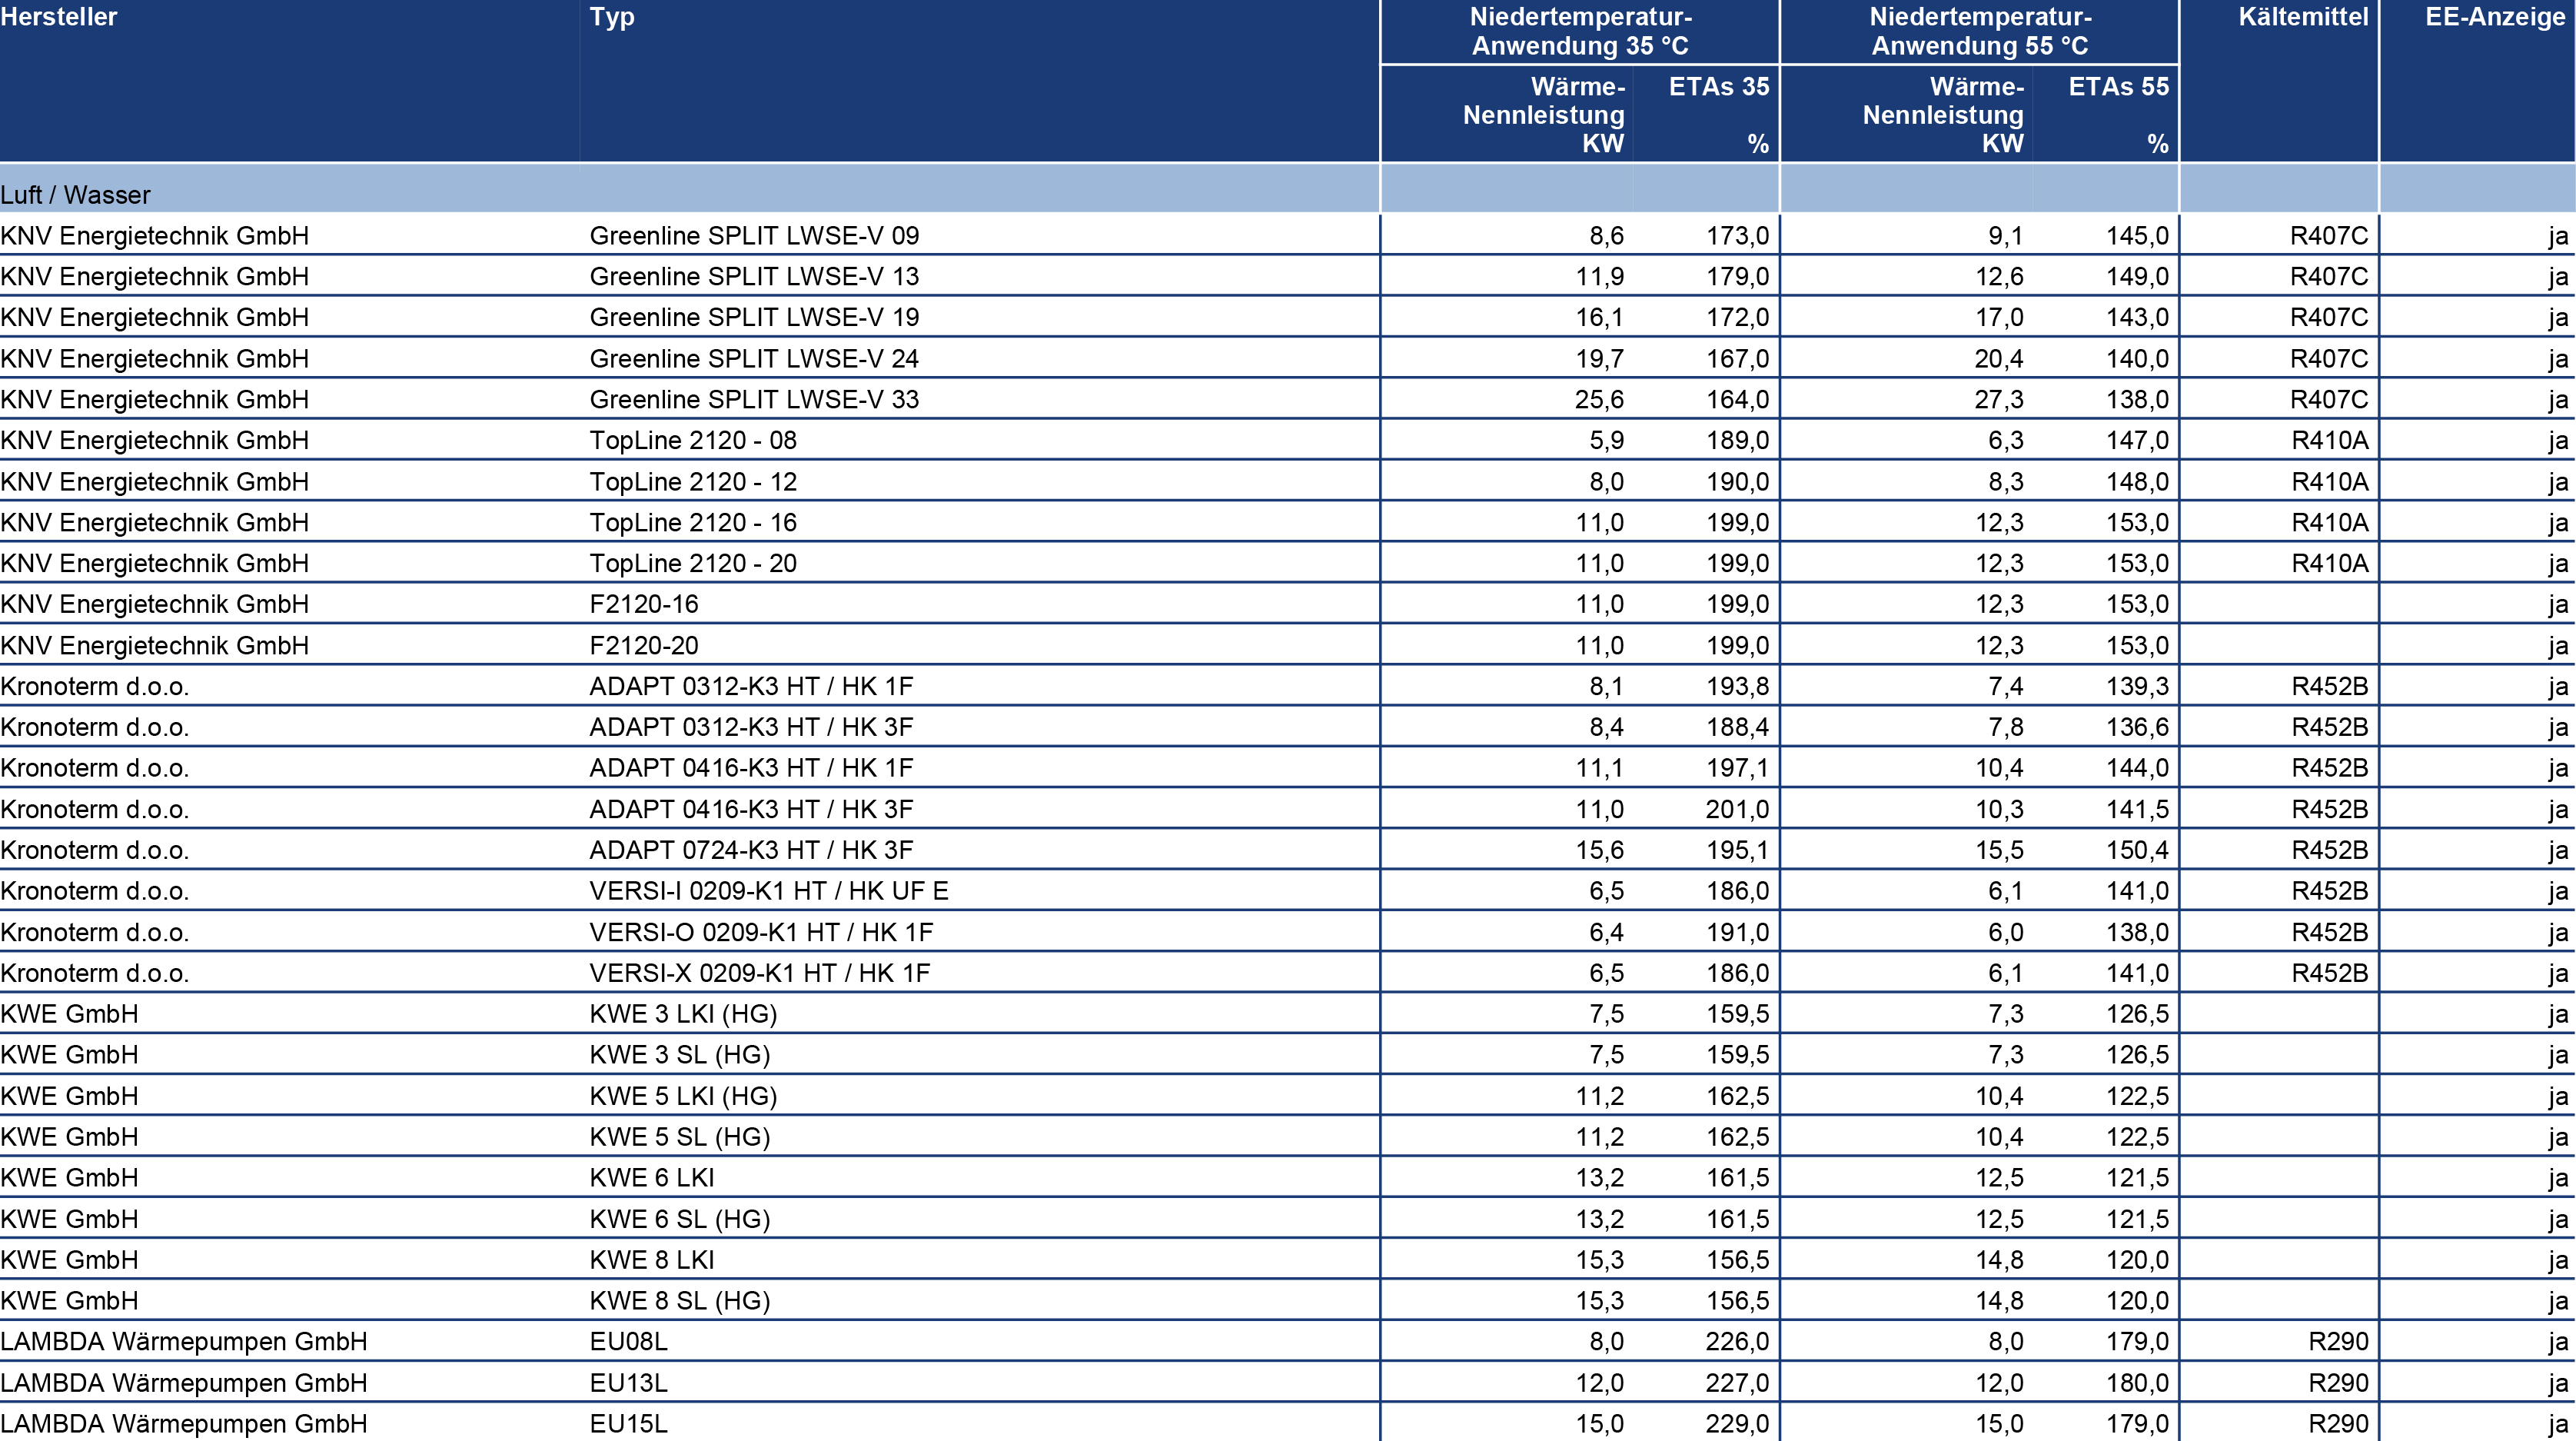 Hersteller Typ Niedertemperatur- Niedertemperatur- Kältemittel EE-Anzeige
Anwendung 35 °C Anwendung 55 °C
Wärme- ETAs 35 Wärme- ETAs 55
Nennleistung Nennleistung
KW % KW %
Luft / Wasser
KNV Energietechnik GmbH Greenline SPLIT LWSE-V 09 8,6 173,0 9,1 145,0 R407C ja
KNV Energietechnik GmbH Greenline SPLIT LWSE-V 13 11,9 179,0 12,6 149,0 R407C ja
KNV Energietechnik GmbH Greenline SPLIT LWSE-V 19 16,1 172,0 17,0 143,0 R407C ja
KNV Energietechnik GmbH Greenline SPLIT LWSE-V 24 19,7 167,0 20,4 140,0 R407C ja
KNV Energietechnik GmbH Greenline SPLIT LWSE-V 33 25,6 164,0 27,3 138,0 R407C ja
KNV Energietechnik GmbH TopLine 2120 - 08 5,9 189,0 6,3 147,0 R410A ja
KNV Energietechnik GmbH TopLine 2120 - 12 8,0 190,0 8,3 148,0 R410A ja
KNV Energietechnik GmbH TopLine 2120 - 16 11,0 199,0 12,3 153,0 R410A ja
KNV Energietechnik GmbH TopLine 2120 - 20 11,0 199,0 12,3 153,0 R410A ja
KNV Energietechnik GmbH F2120-16 11,0 199,0 12,3 153,0 ja
KNV Energietechnik GmbH F2120-20 11,0 199,0 12,3 153,0 ja
Kronoterm d.o.o. ADAPT 0312-K3 HT / HK 1F 8,1 193,8 7,4 139,3 R452B ja
Kronoterm d.o.o. ADAPT 0312-K3 HT / HK 3F 8,4 188,4 7,8 136,6 R452B ja
Kronoterm d.o.o. ADAPT 0416-K3 HT / HK 1F 11,1 197,1 10,4 144,0 R452B ja
Kronoterm d.o.o. ADAPT 0416-K3 HT / HK 3F 11,0 201,0 10,3 141,5 R452B ja
Kronoterm d.o.o. ADAPT 0724-K3 HT / HK 3F 15,6 195,1 15,5 150,4 R452B ja
Kronoterm d.o.o. VERSI-I 0209-K1 HT / HK UF E 6,5 186,0 6,1 141,0 R452B ja
Kronoterm d.o.o. VERSI-O 0209-K1 HT / HK 1F 6,4 191,0 6,0 138,0 R452B ja
Kronoterm d.o.o. VERSI-X 0209-K1 HT / HK 1F 6,5 186,0 6,1 141,0 R452B ja
KWE GmbH KWE 3 LKI (HG) 7,5 159,5 7,3 126,5 ja
KWE GmbH KWE 3 SL (HG) 7,5 159,5 7,3 126,5 ja
KWE GmbH KWE 5 LKI (HG) 11,2 162,5 10,4 122,5 ja
KWE GmbH KWE 5 SL (HG) 11,2 162,5 10,4 122,5 ja
KWE GmbH KWE 6 LKI 13,2 161,5 12,5 121,5 ja
KWE GmbH KWE 6 SL (HG) 13,2 161,5 12,5 121,5 ja
KWE GmbH KWE 8 LKI 15,3 156,5 14,8 120,0 ja
KWE GmbH KWE 8 SL (HG) 15,3 156,5 14,8 120,0 ja
LAMBDA Wärmepumpen GmbH EU08L 8,0 226,0 8,0 179,0 R290 ja
LAMBDA Wärmepumpen GmbH EU13L 12,0 227,0 12,0 180,0 R290 ja
LAMBDA Wärmepumpen GmbH EU15L 15,0 229,0 15,0 179,0 R290 ja